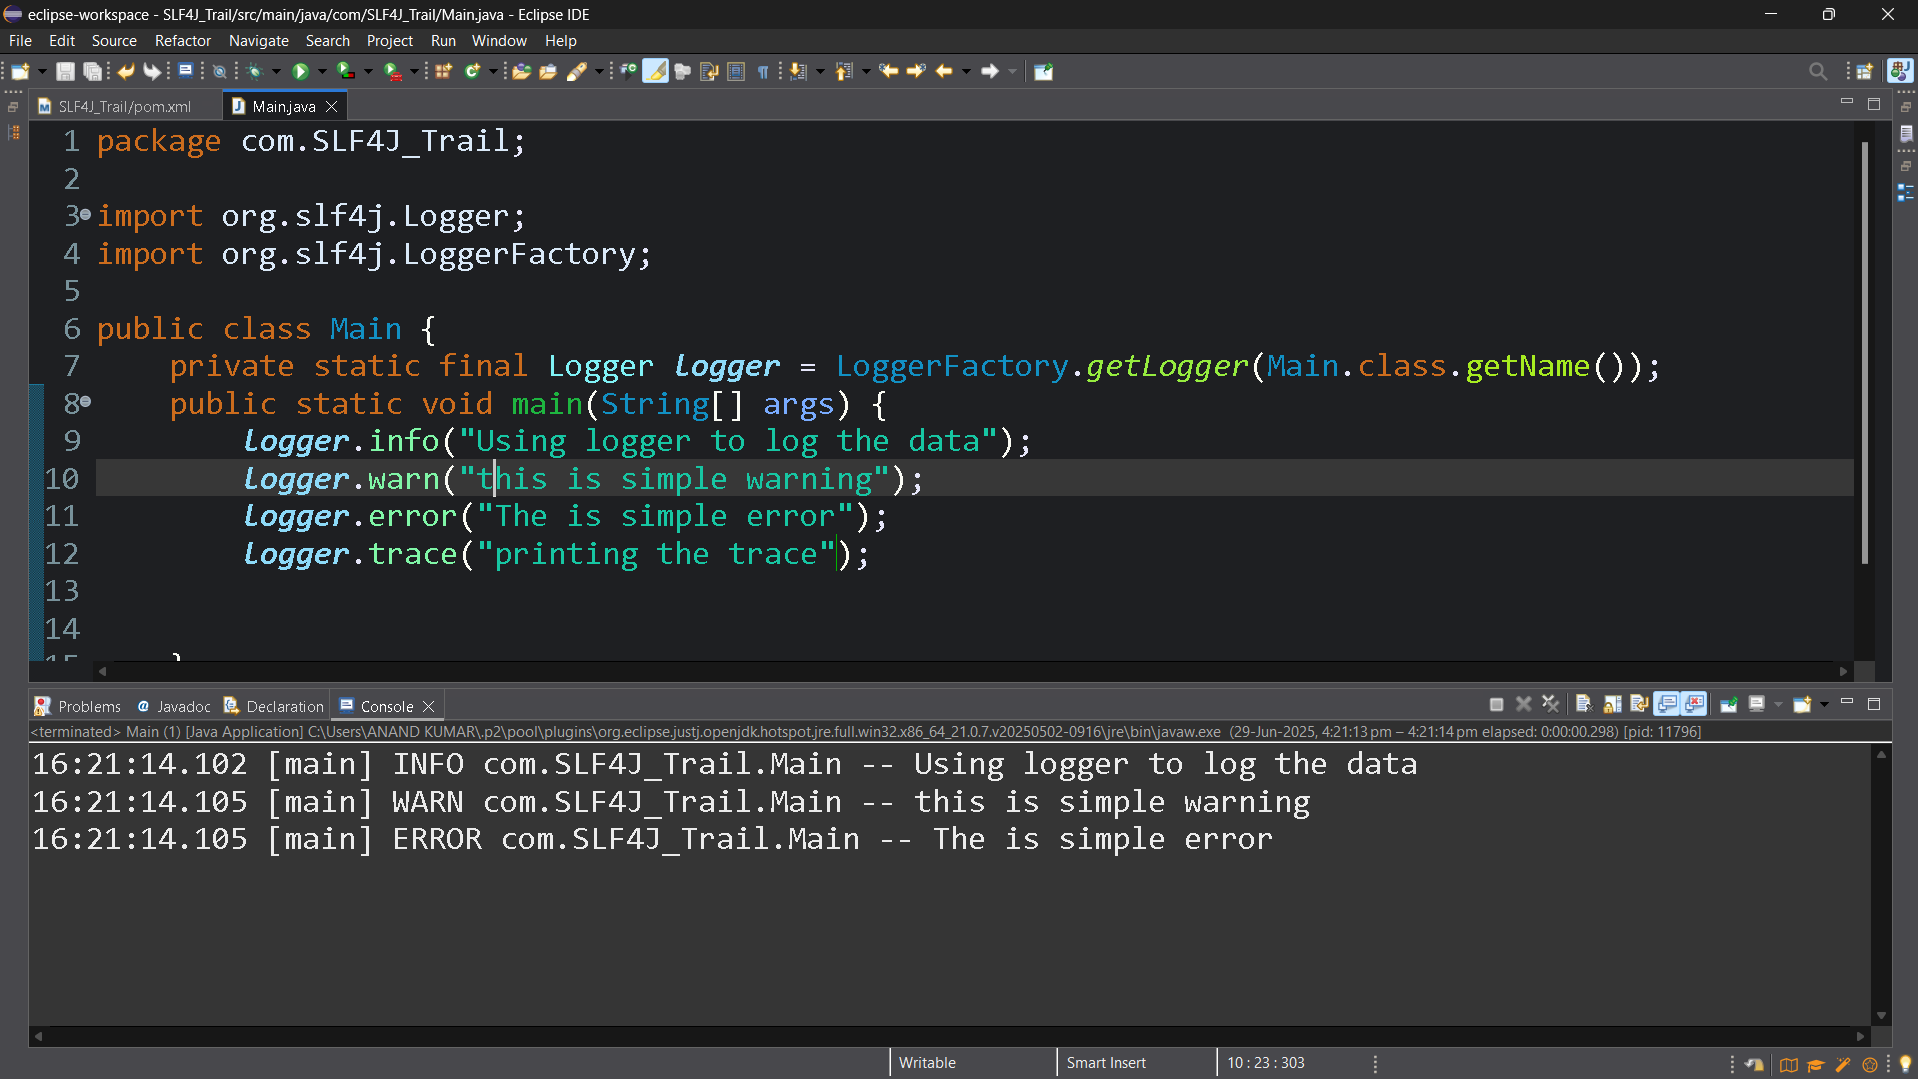 eclipse-workspace - SLF4J_Trail/src/main/java/com/SLF4J_Trail/Main.java - Eclipse IDE
File Edit Source Refactor Navigate Search Project Run Window Help
SLF4J_Trail/pom.xml Main.java
1 package com.SLF4J_Trail;
2
3 import org.slf4j.Logger;
4 import org.slf4j.LoggerFactory;
5
6 public class Main {
7 private static final Logger logger = LoggerFactory.getLogger(Main.class.getName());
8 public static void main(String[] args) {
9 logger.info("Using logger to log the data");
10 logger.warn("this is simple warning");
11 logger.error("The is simple error");
12 logger.trace("printing the trace");
13
14
Problems Javadoc Declaration Console
<terminated> Main (1) [Java Application] C:\Users\ANAND KUMAR\.p2\pool\plugins\org.eclipse.justj.openjdk.hotspot.jre.full.win32.x86_64_21.0.7.v20250502-0916\jre\bin\javaw.exe (29-Jun-2025, 4:21:13 pm – 4:21:14 pm elapsed: 0:00:00.298) [pid: 11796]
16:21:14.102 [main] INFO com.SLF4J_Trail.Main -- Using logger to log the data
16:21:14.105 [main] WARN com.SLF4J_Trail.Main -- this is simple warning
16:21:14.105 [main] ERROR com.SLF4J_Trail.Main -- The is simple error
Writable Smart Insert 10 : 23 : 303